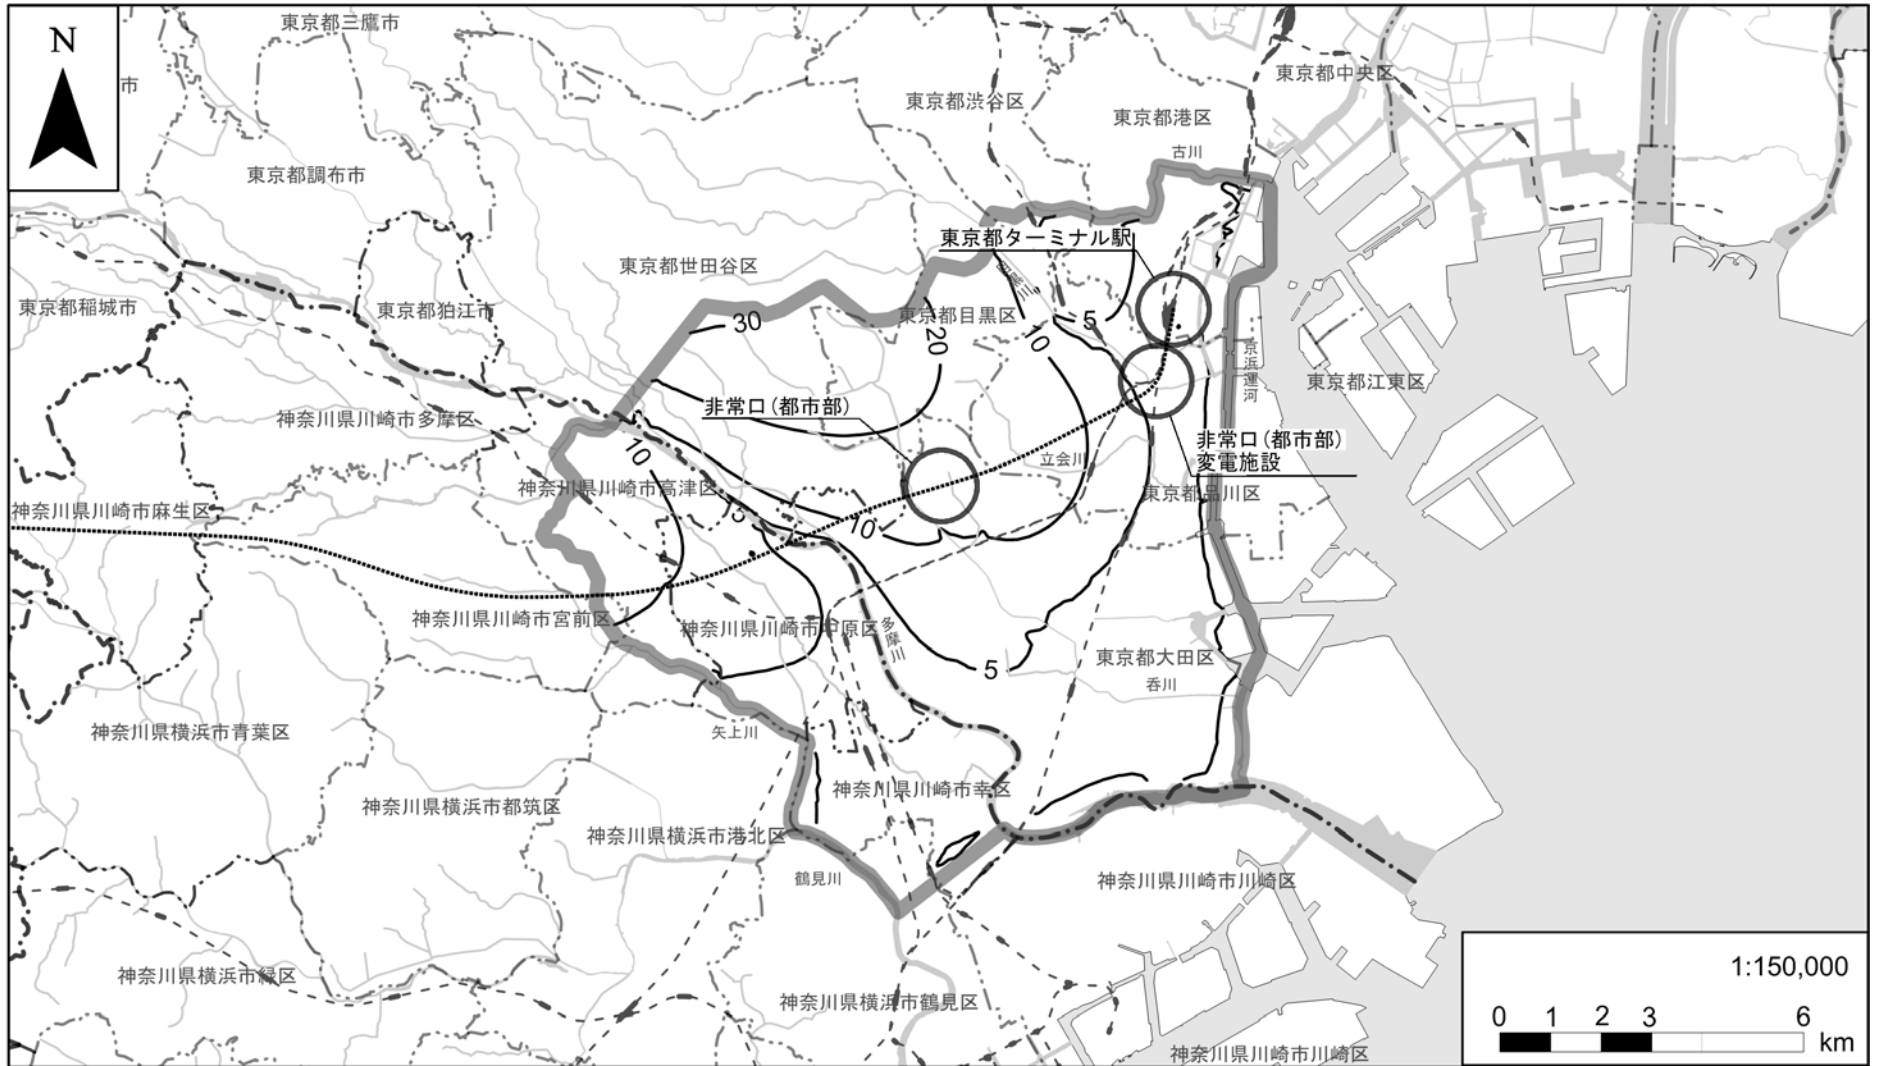 N
市
東京都三鷹市
東京都渋谷区
東京都港区
東京都中央区
古川
東京都調布市
東京都世田谷区
東京都ターミナル駅
東京都稲城市
東京都狛江市
東京都目黒区
30
20
10
5
京浜運河
東京都江東区
神奈川県川崎市多摩区
非常口(都市部)
非常口(都市部)
変電施設
立会川
10
神奈川県川崎市高津区
東京都品川区
神奈川県川崎市麻生区
5
10
神奈川県川崎市宮前区
神奈川県川崎市中原区
多摩川
5
東京都大田区
呑川
神奈川県横浜市青葉区
矢上川
神奈川県川崎市幸区
神奈川県横浜市都筑区
神奈川県横浜市港北区
鶴見川
神奈川県川崎市川崎区
神奈川県横浜市緑区
神奈川県横浜市鶴見区
神奈川県川崎市川崎区
1:150,000
0 1 2 3 6
km